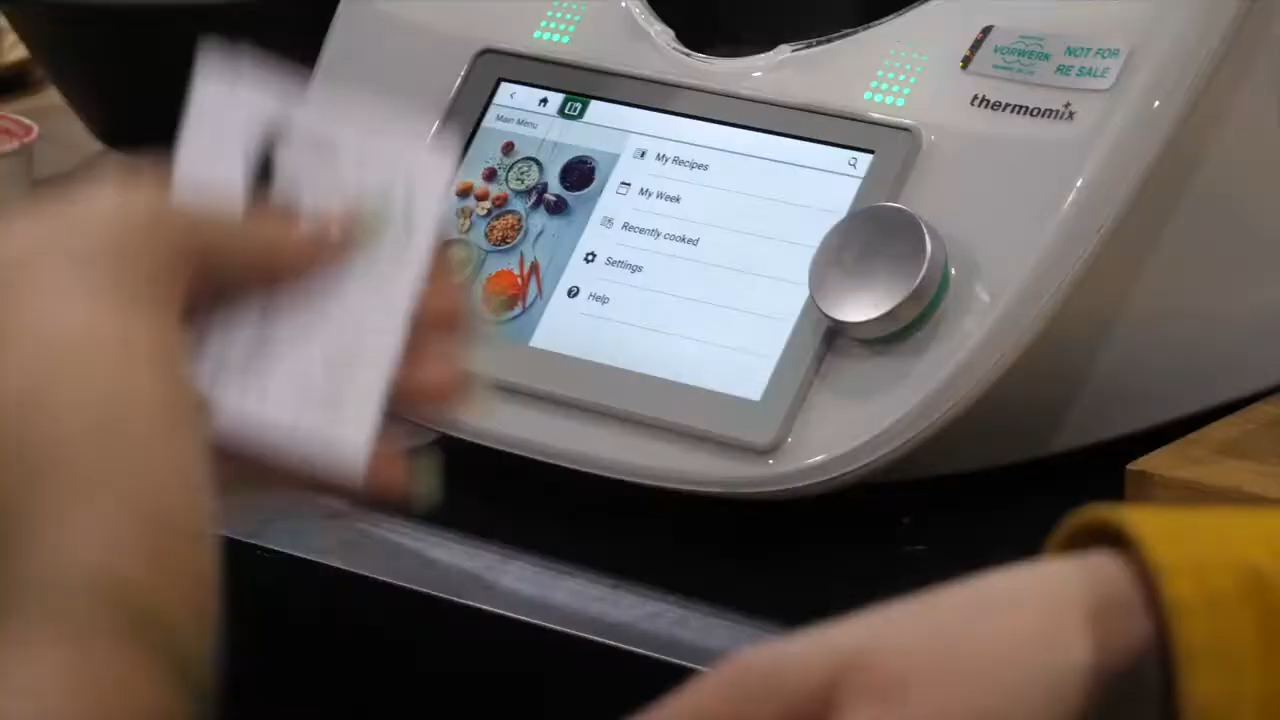 VORWERK
NOT FOR
RE SALE
thermomix
Main Menu
My Recipes
My Week
Recently cooked
Settings
Help